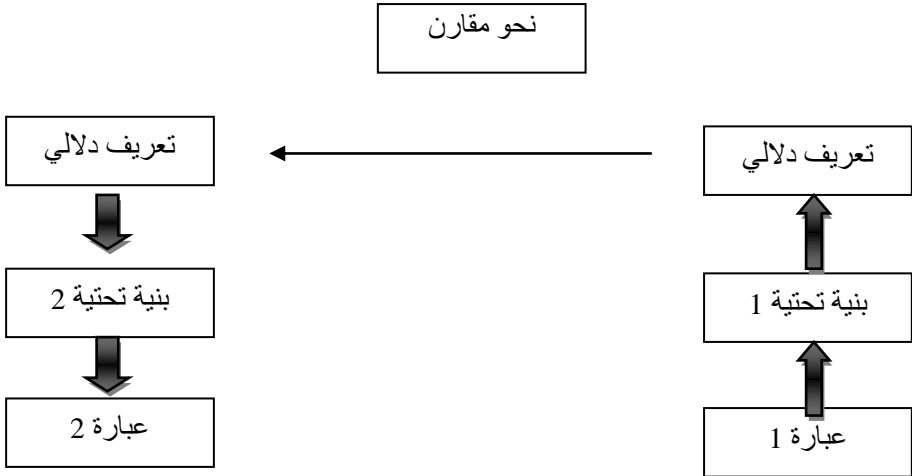 نحو مقارن
تعريف دلالي
تعريف دلالي
بنية تحتية 1
بنية تحتية 2
عبارة 1
عبارة 2